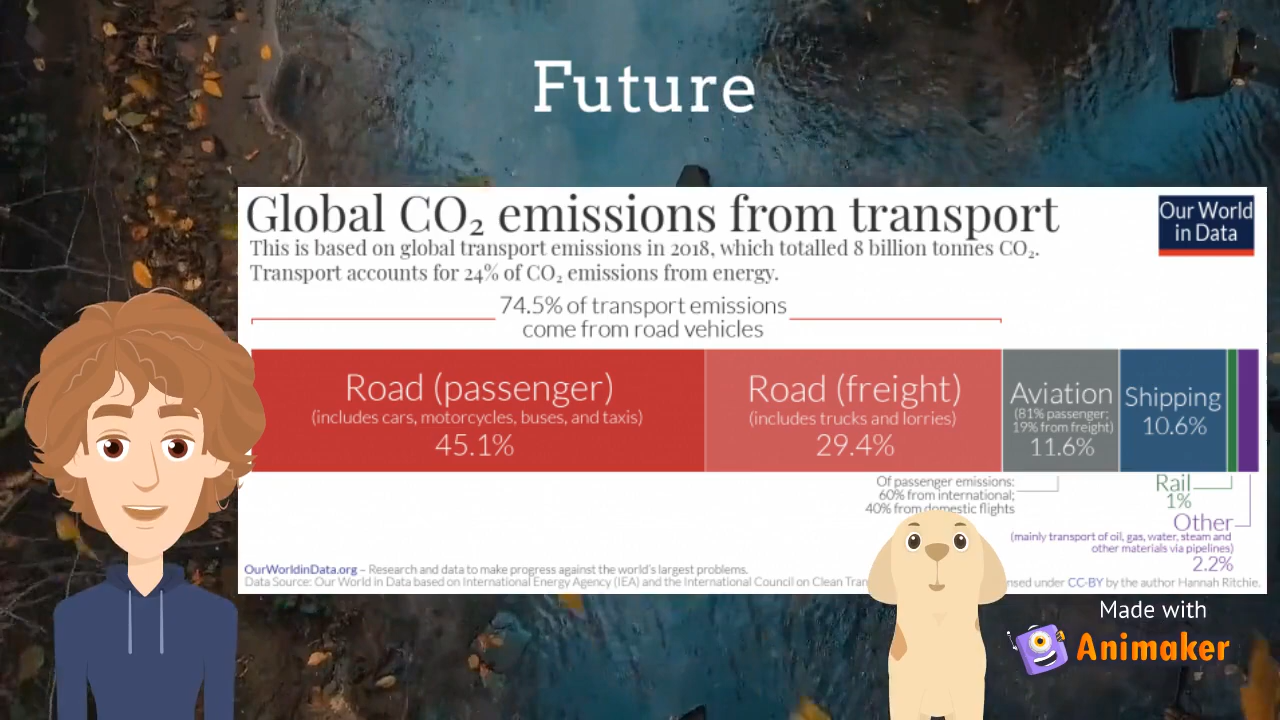 Future
Global CO₂ emissions from transport
Our World
in Data
This is based on global transport emissions in 2018, which totalled 8 billion tonnes CO₂.
Transport accounts for 24% of CO₂ emissions from energy.
74.5% of transport emissions
come from road vehicles
Road (passenger)
(includes cars, motorcycles, buses, and taxis)
45.1%
Road (freight)
(includes trucks and lorries)
29.4%
Aviation
(81% passenger;
19% from freight)
11.6%
Shipping
10.6%
Of passenger emissions:
60% from international;
40% from domestic flights
Rail
1%
Other
(mainly transport of oil, gas, water, steam and
other materials via pipelines)
2.2%
OurWorldinData.org – Research and data to make progress against the world's largest problems.
Data Source: Our World in Data based on International Energy Agency (IEA) and the International Council on Clean under CC-BY by the author Hannah Ritchie.
Made with
Animaker